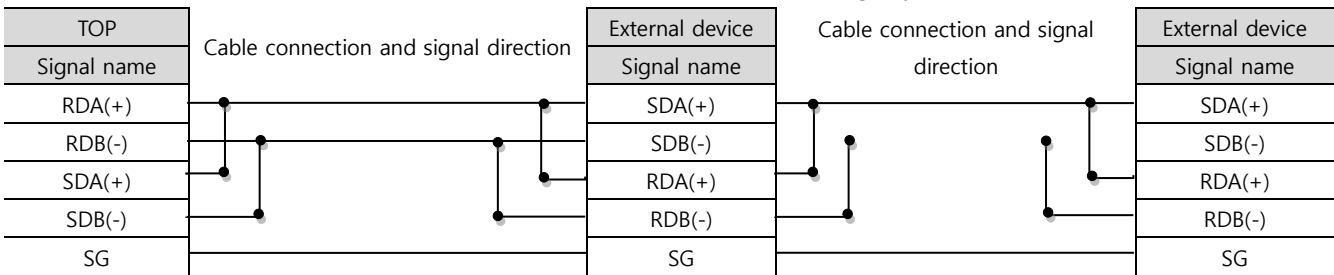 TOP
Cable connection and signal direction
External device
Cable connection and signal
direction
External device
Signal name
Signal name
Signal name
RDA(+)
SDA(+)
SDA(+)
RDB(-)
SDB(-)
SDB(-)
SDA(+)
RDA(+)
RDA(+)
SDB(-)
RDB(-)
RDB(-)
SG
SG
SG